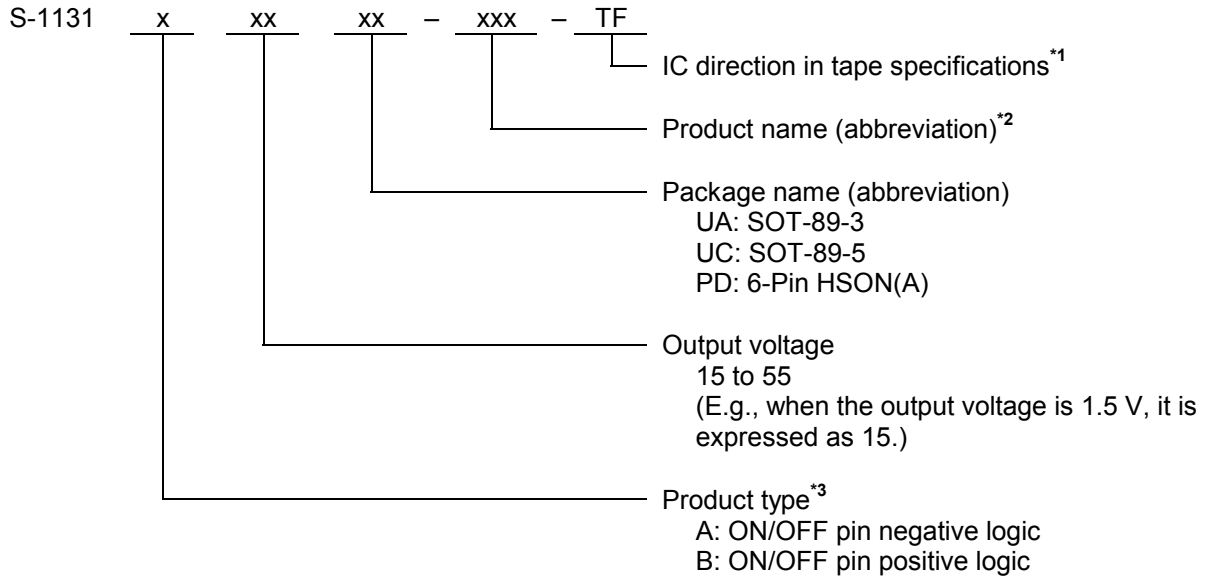 S-1131 x xx xx – xxx – TF
IC direction in tape specifications*1
Product name (abbreviation)*2
Package name (abbreviation)
UA: SOT-89-3
UC: SOT-89-5
PD: 6-Pin HSON(A)
Output voltage
15 to 55
(E.g., when the output voltage is 1.5 V, it is
expressed as 15.)
Product type*3
A: ON/OFF pin negative logic
B: ON/OFF pin positive logic